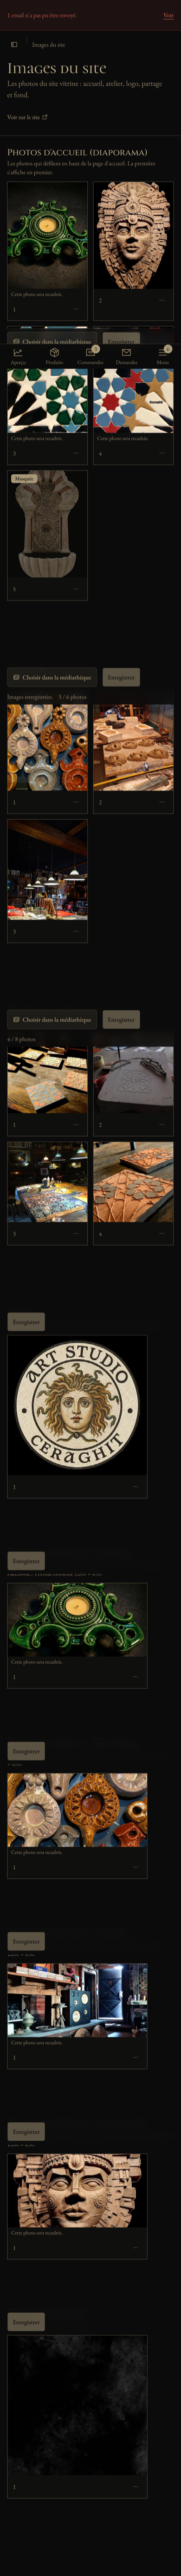 1 email n'a pas pu être envoyé.
Voir
Images du site
Images du site
Les photos du site vitrine : accueil, atelier, logo, partage
et fond.
Voir sur le site
Photos d'accueil (diaporama)
Les photos qui défilent en haut de la page d'accueil. La première
s'affiche en premier.
Cette photo sera recadrée.
1
2
Choisir dans la médiathèque
Enregistrer
Aperçu
Produits
Commandes
Demandes
Menu
Cette photo sera recadrée.
3
Cette photo sera recadrée.
4
Masquée
5
Choisir dans la médiathèque
Enregistrer
Images enregistrées.
3 / 6 photos
1
2
3
Choisir dans la médiathèque
Enregistrer
4 / 8 photos
1
2
3
4
Enregistrer
ART STUDIO
CERAGHIT
1
Enregistrer
Cette photo sera recadrée.
1
Enregistrer
Cette photo sera recadrée.
1
Enregistrer
Cette photo sera recadrée.
1
Enregistrer
Cette photo sera recadrée.
1
Enregistrer
1